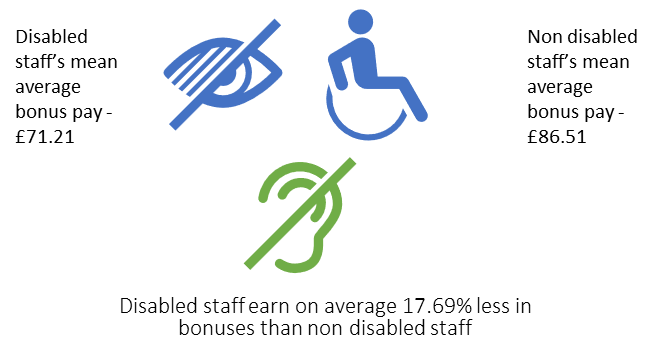 Disabled
staff’s mean
average
bonus pay -
£71.21
Non disabled
staff’s mean
average
bonus pay -
£86.51
Disabled staff earn on average 17.69% less in
bonuses than non disabled staff